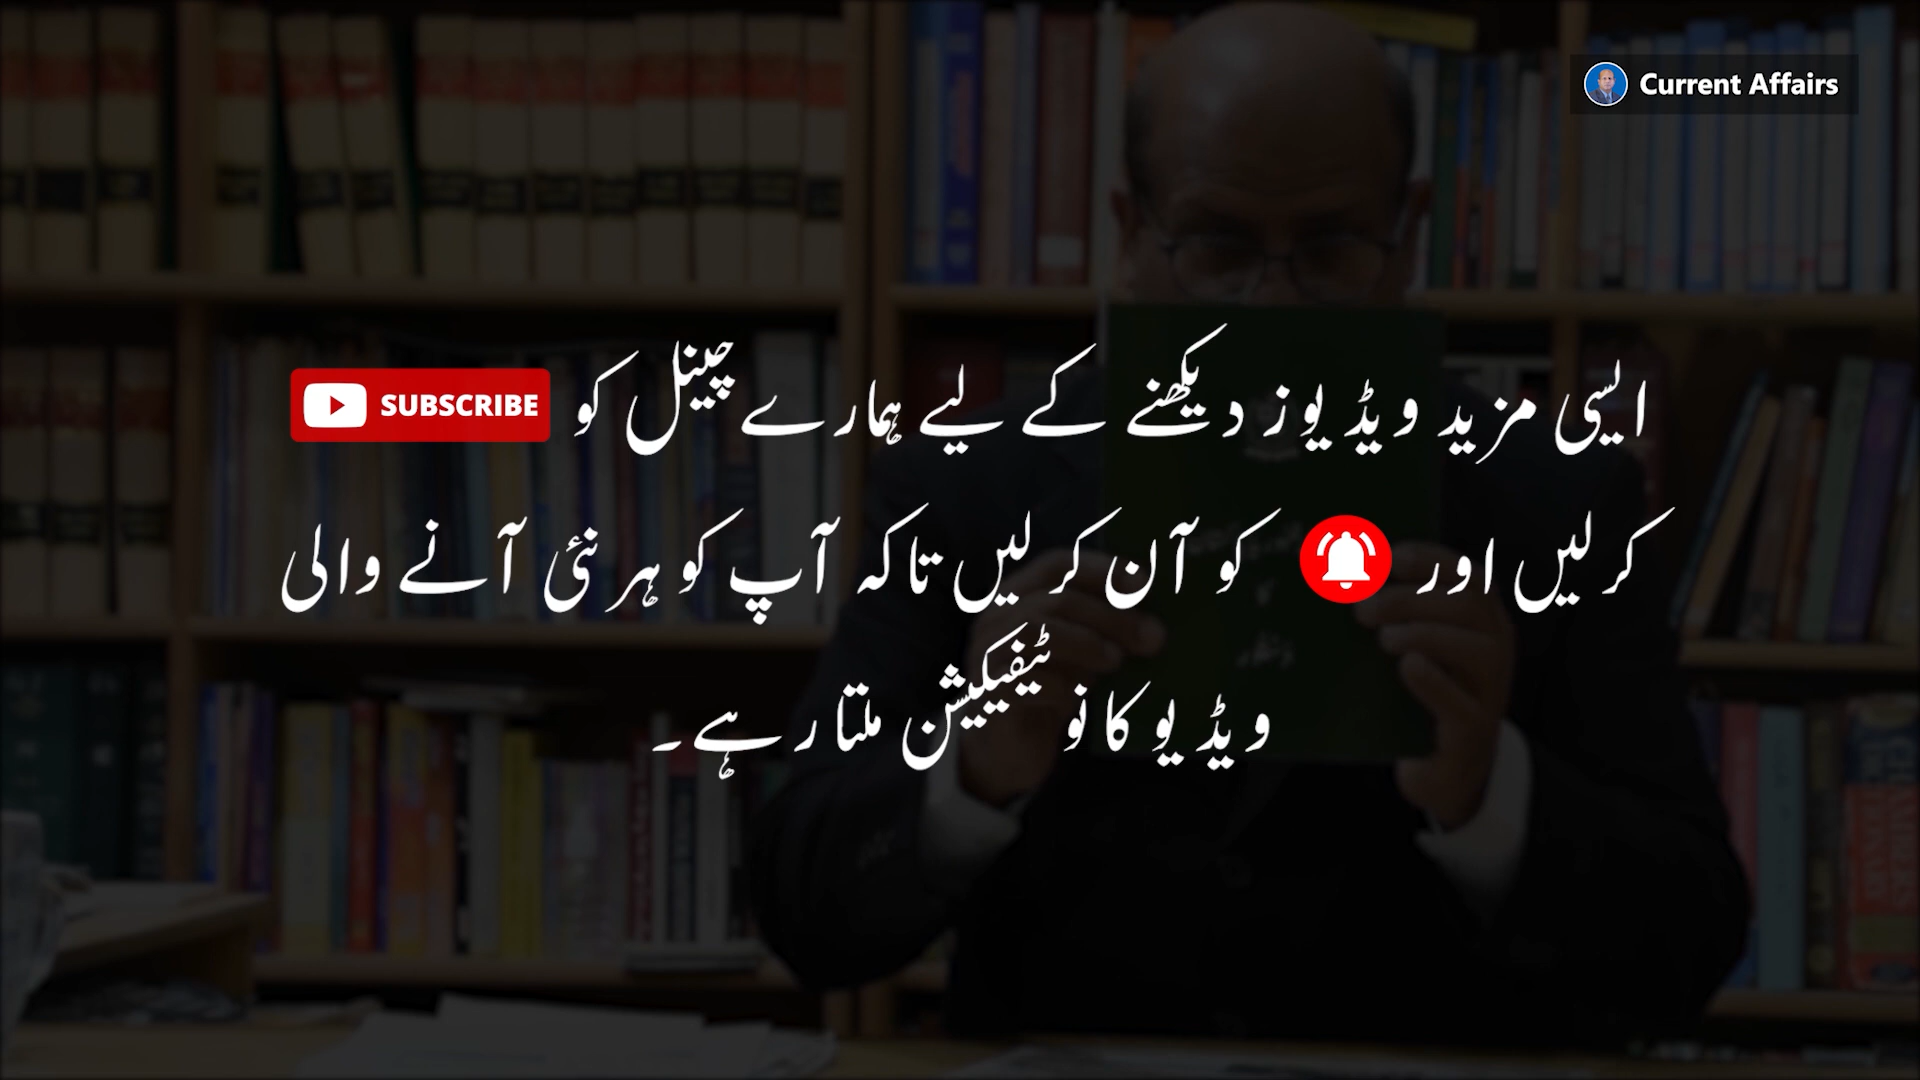 Current Affairs
ایسی مزید ویڈیوز دیکھنے کے لیے ہمارے چینل کو SUBSCRIBE
کرلیں اور کو آن کرلیں تاکہ آپ کو ہر نئی آنے والی
ویڈیو کا نوٹیفیکیشن ملتا رہے۔